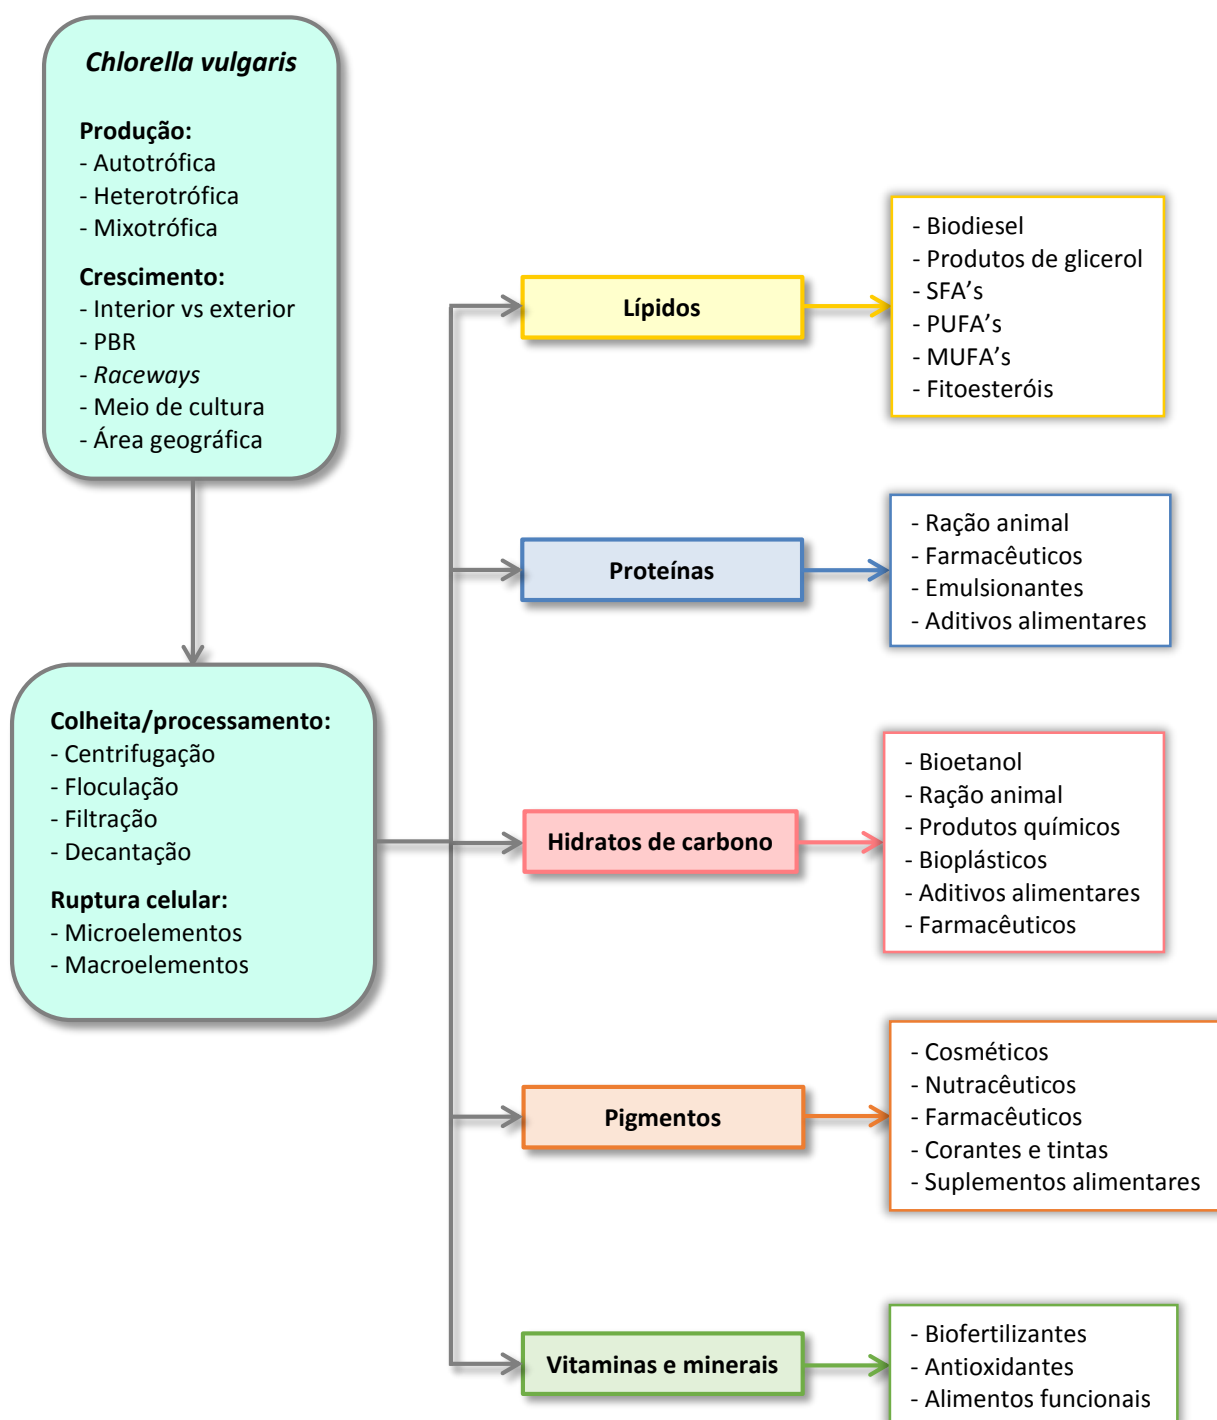 Chlorella vulgaris
Produção:
- Autotrófica
- Heterotrófica
- Mixotrófica
Crescimento:
- Interior vs exterior
- PBR
- Raceways
- Meio de cultura
- Área geográfica
Colheita/processamento:
- Centrifugação
- Floculação
- Filtração
- Decantação
Ruptura celular:
- Microelementos
- Macroelementos
Lípidos
- Biodiesel
- Produtos de glicerol
- SFA’s
- PUFA’s
- MUFA’s
- Fitoesteróis
Proteínas
- Ração animal
- Farmacêuticos
- Emulsionantes
- Aditivos alimentares
Hidratos de carbono
- Bioetanol
- Ração animal
- Produtos químicos
- Bioplásticos
- Aditivos alimentares
- Farmacêuticos
Pigmentos
- Cosméticos
- Nutracêuticos
- Farmacêuticos
- Corantes e tintas
- Suplementos alimentares
Vitaminas e minerais
- Biofertilizantes
- Antioxidantes
- Alimentos funcionais